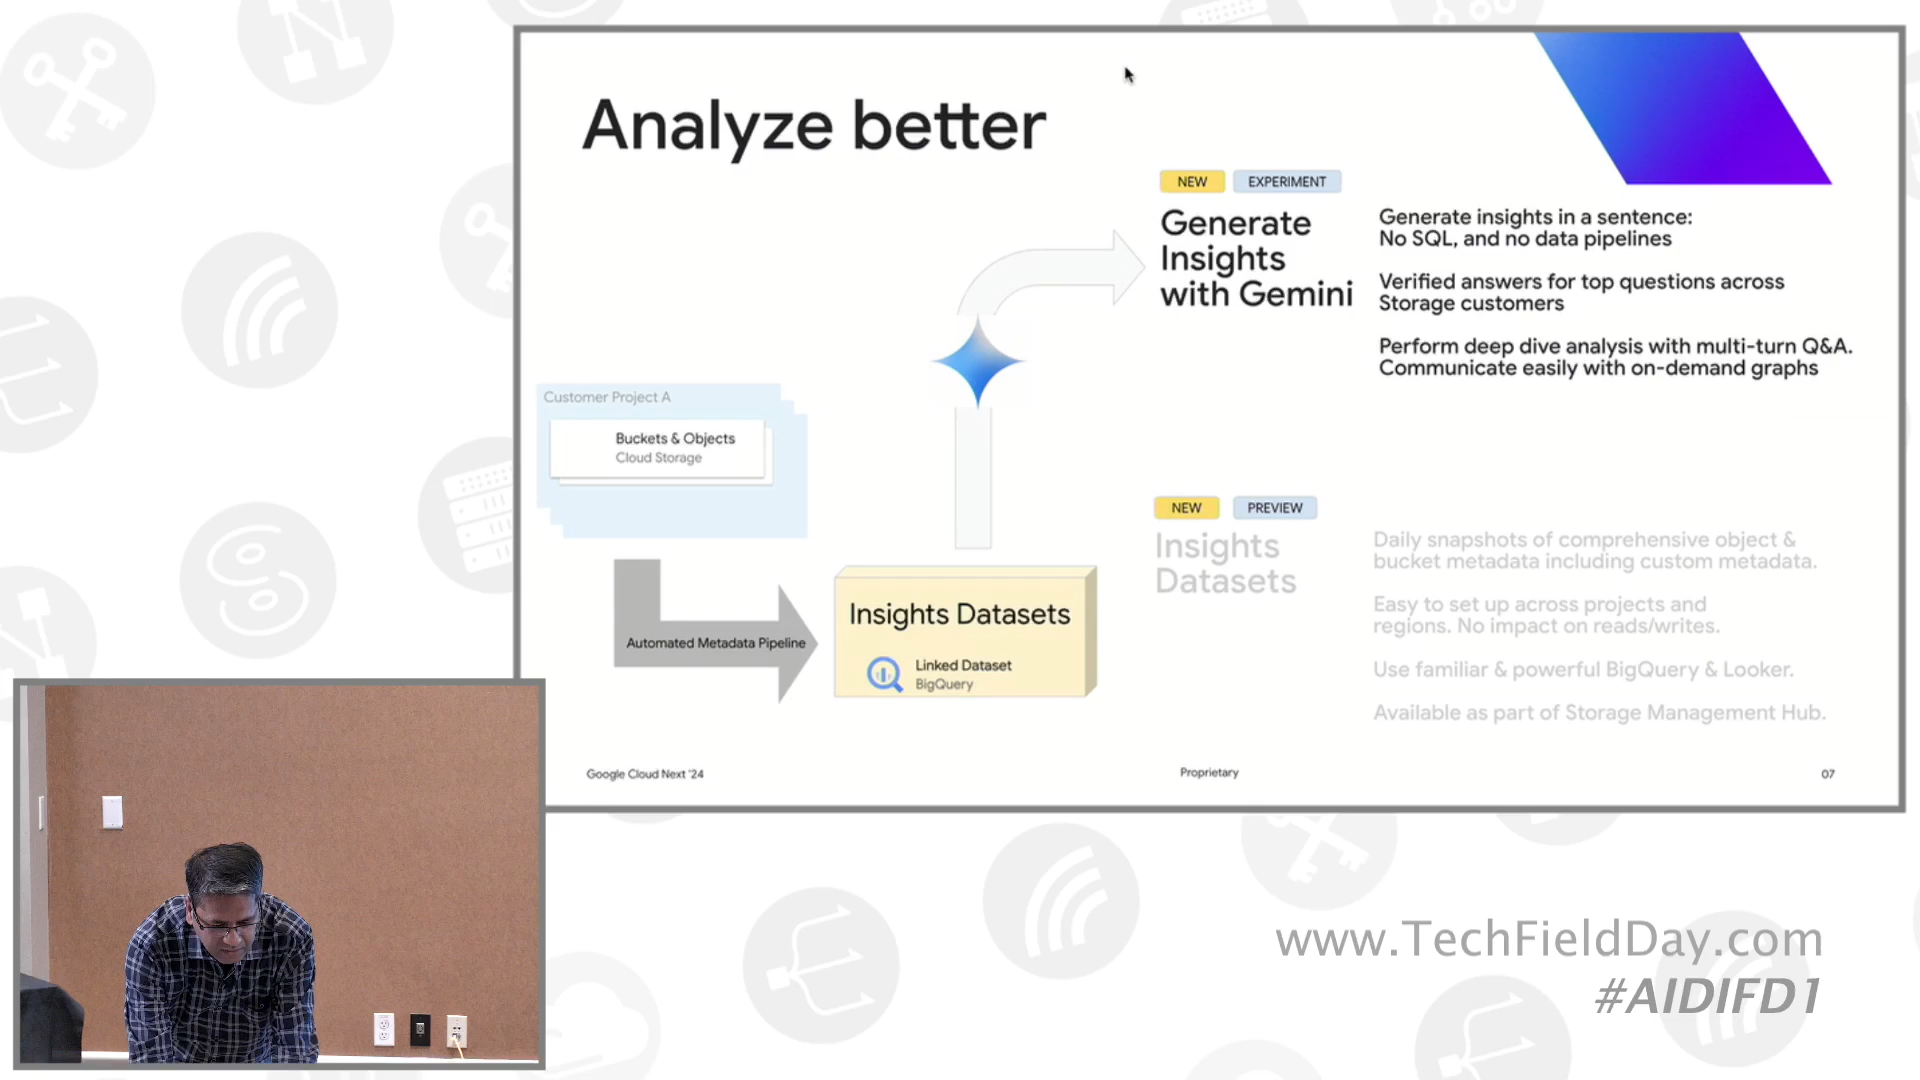 Analyze better
NEW
EXPERIMENT
Generate
Insights
with Gemini
Generate insights in a sentence:
No SQL, and no data pipelines
Verified answers for top questions across
Storage customers
Perform deep dive analysis with multi-turn Q&A.
Communicate easily with on-demand graphs
Customer Project A
Buckets & Objects
Cloud Storage
Automated Metadata Pipeline
Insights Datasets
Linked Dataset
BigQuery
NEW
PREVIEW
Insights
Datasets
Daily snapshots of comprehensive object &
bucket metadata including custom metadata.
Easy to set up across projects and
regions. No impact on reads/writes.
Use familiar & powerful BigQuery & Looker.
Available as part of Storage Management Hub.
Google Cloud Next '24
Proprietary
07
www.TechFieldDay.com
#AIDIFD1